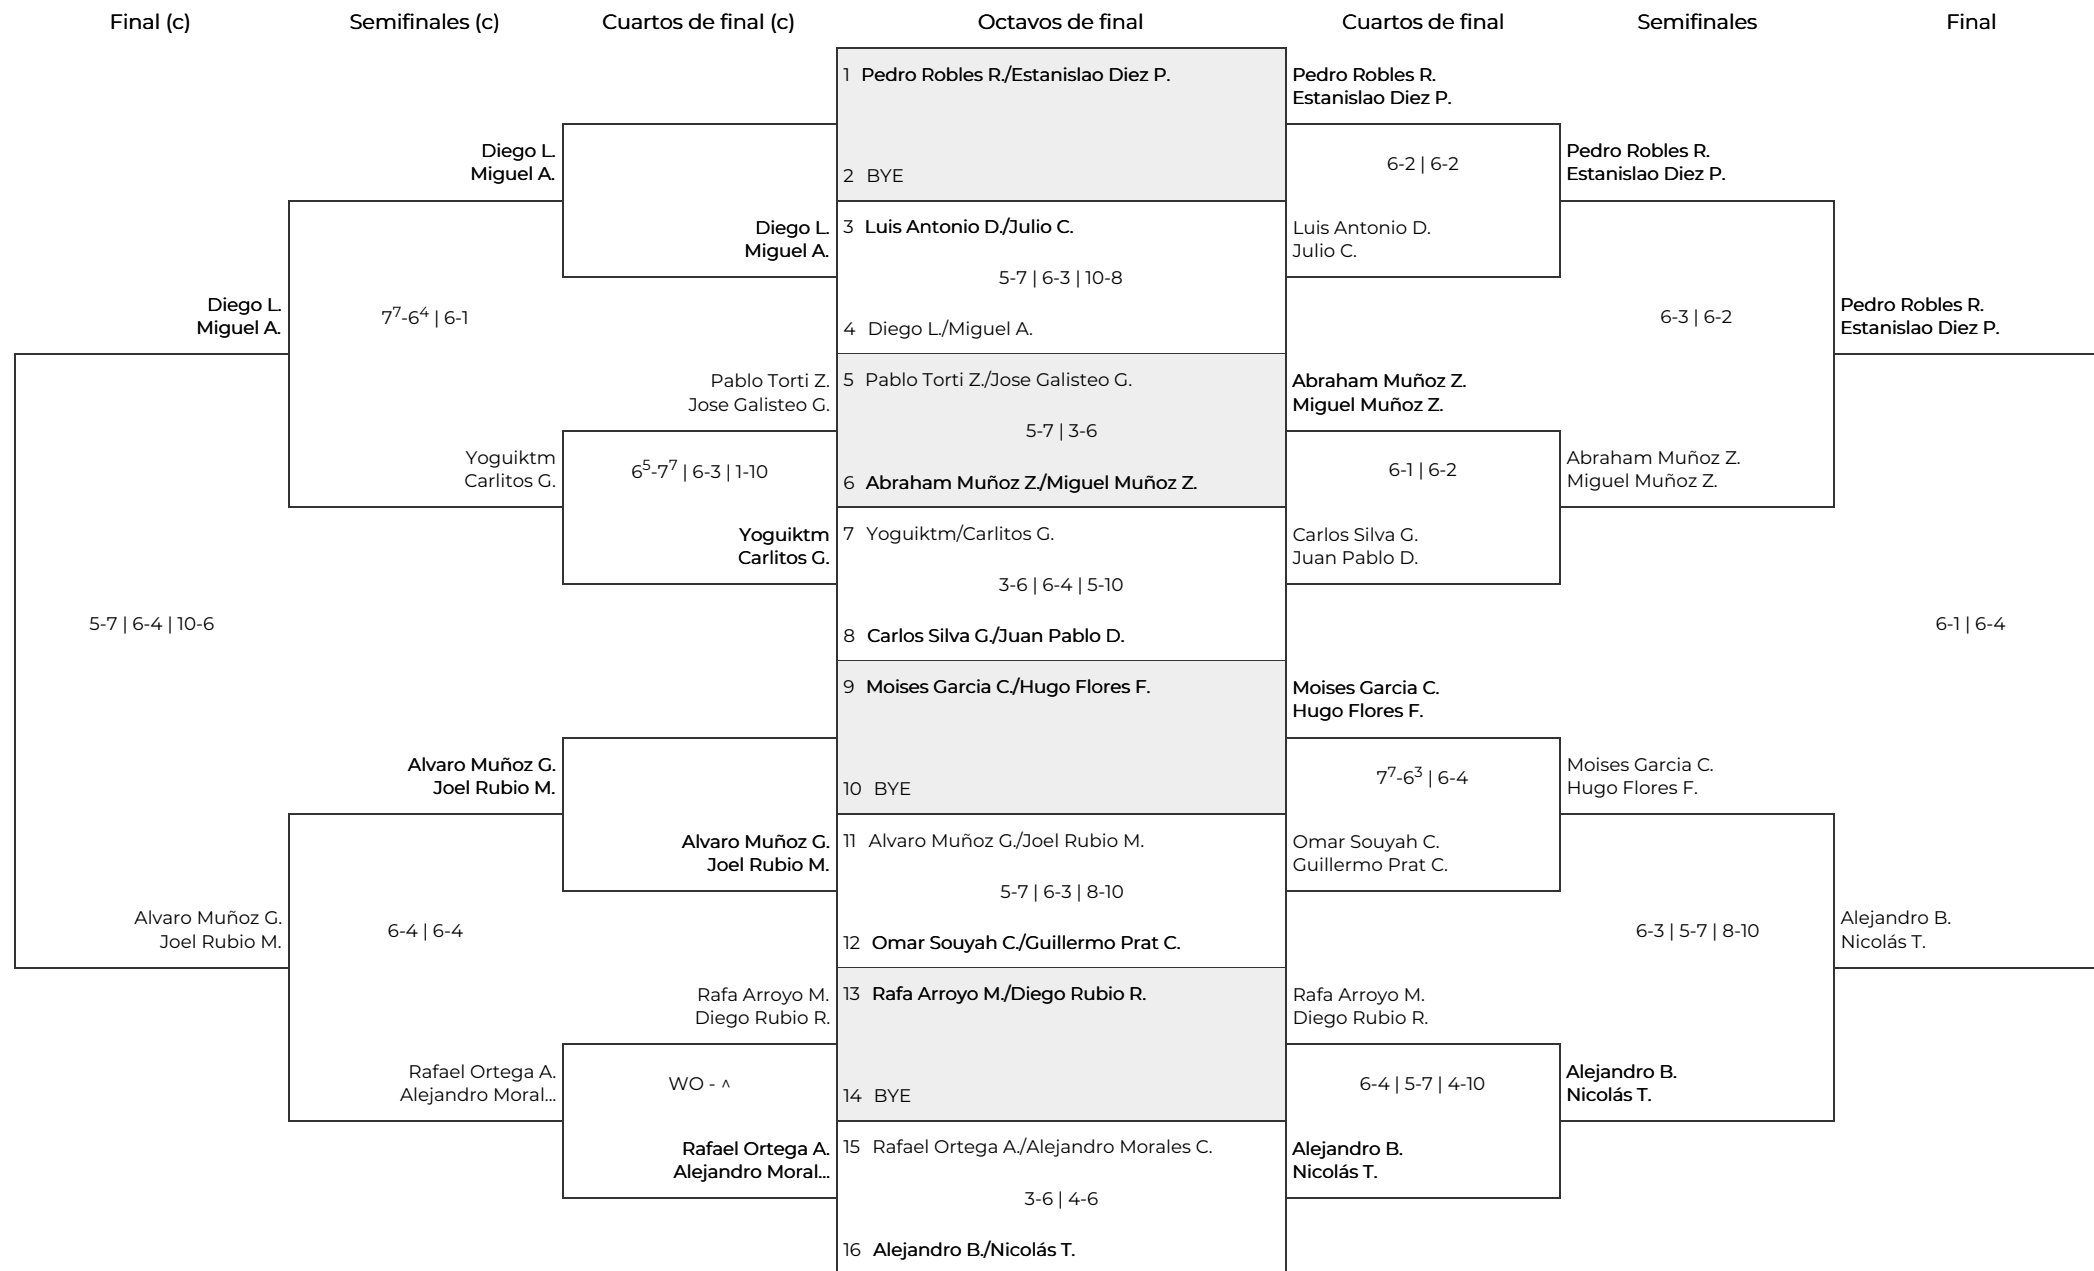 Final (c)
Semifinales (c)
Cuartos de final (c)
Octavos de final
Cuartos de final
Semifinales
Final
Diego L.
Miguel A.
5-7 | 6-4 | 10-6
Alvaro Muñoz G.
Joel Rubio M.
Diego L.
Miguel A.
7⁷-6⁴ | 6-1
Yoguiktm
Carlitos G.
Alvaro Muñoz G.
Joel Rubio M.
6-4 | 6-4
Rafael Ortega A.
Alejandro Moral...
Diego L.
Miguel A.
Pablo Torti Z.
Jose Galisteo G.
6⁵-7⁷ | 6-3 | 1-10
Yoguiktm
Carlitos G.
Alvaro Muñoz G.
Joel Rubio M.
Rafa Arroyo M.
Diego Rubio R.
WO - ^
Rafael Ortega A.
Alejandro Moral...
1 Pedro Robles R./Estanislao Diez P.
2 BYE
3 Luis Antonio D./Julio C.
5-7 | 6-3 | 10-8
4 Diego L./Miguel A.
5 Pablo Torti Z./Jose Galisteo G.
5-7 | 3-6
6 Abraham Muñoz Z./Miguel Muñoz Z.
7 Yoguiktm/Carlitos G.
3-6 | 6-4 | 5-10
8 Carlos Silva G./Juan Pablo D.
9 Moises Garcia C./Hugo Flores F.
10 BYE
11 Alvaro Muñoz G./Joel Rubio M.
5-7 | 6-3 | 8-10
12 Omar Souyah C./Guillermo Prat C.
13 Rafa Arroyo M./Diego Rubio R.
14 BYE
15 Rafael Ortega A./Alejandro Morales C.
3-6 | 4-6
16 Alejandro B./Nicolás T.
Pedro Robles R.
Estanislao Diez P.
6-2 | 6-2
Luis Antonio D.
Julio C.
Abraham Muñoz Z.
Miguel Muñoz Z.
6-1 | 6-2
Carlos Silva G.
Juan Pablo D.
Moises Garcia C.
Hugo Flores F.
7⁷-6³ | 6-4
Omar Souyah C.
Guillermo Prat C.
Rafa Arroyo M.
Diego Rubio R.
6-4 | 5-7 | 4-10
Alejandro B.
Nicolás T.
Pedro Robles R.
Estanislao Diez P.
6-3 | 6-2
Abraham Muñoz Z.
Miguel Muñoz Z.
Moises Garcia C.
Hugo Flores F.
6-3 | 5-7 | 8-10
Alejandro B.
Nicolás T.
Pedro Robles R.
Estanislao Diez P.
6-1 | 6-4
Alejandro B.
Nicolás T.